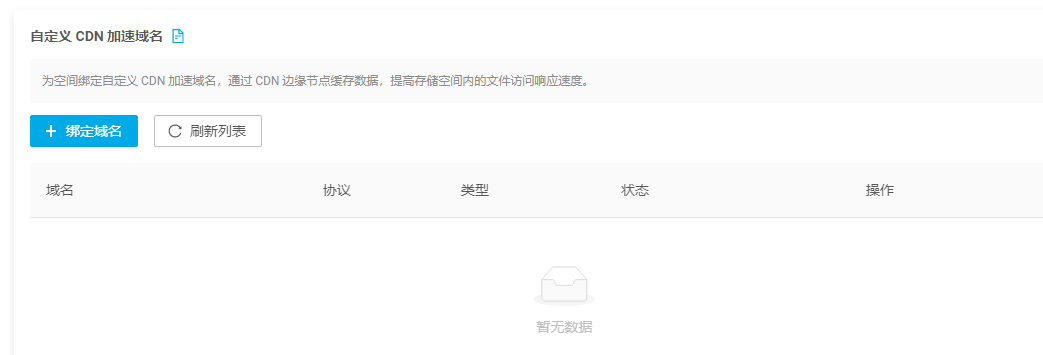 自定义 CDN 加速域名
为空间绑定自定义 CDN 加速域名，通过 CDN 边缘节点缓存数据，提高存储空间内的文件访问响应速度。
绑定域名 刷新列表
域名 协议 类型 状态 操作
暂无数据